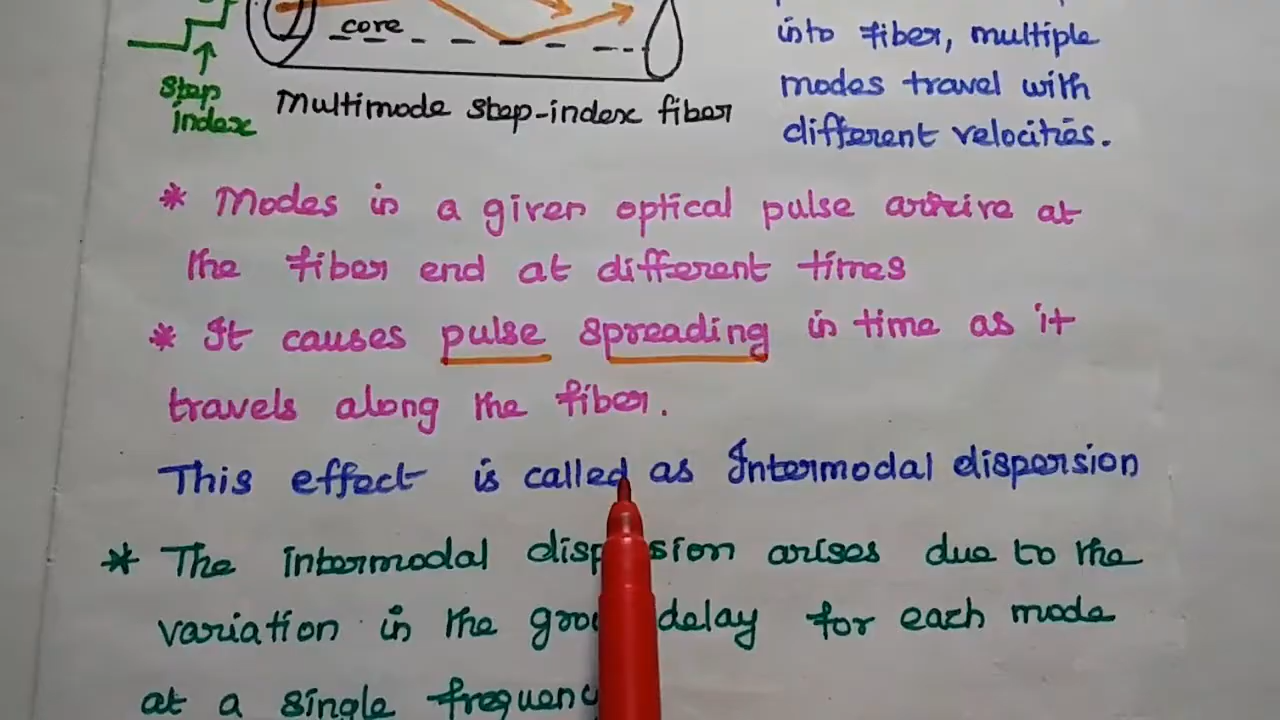 core
step
index
Multimode step-index fiber
into fiber, multiple
modes travel with
different velocities.
* Modes in a given optical pulse arrive at
the fiber end at different times
* It causes pulse spreading in time as it
travels along the fiber.
This effect is called as Intermodal dispersion
* The intermodal dispersion arises due to the
variation in the group delay for each mode
at a single frequency